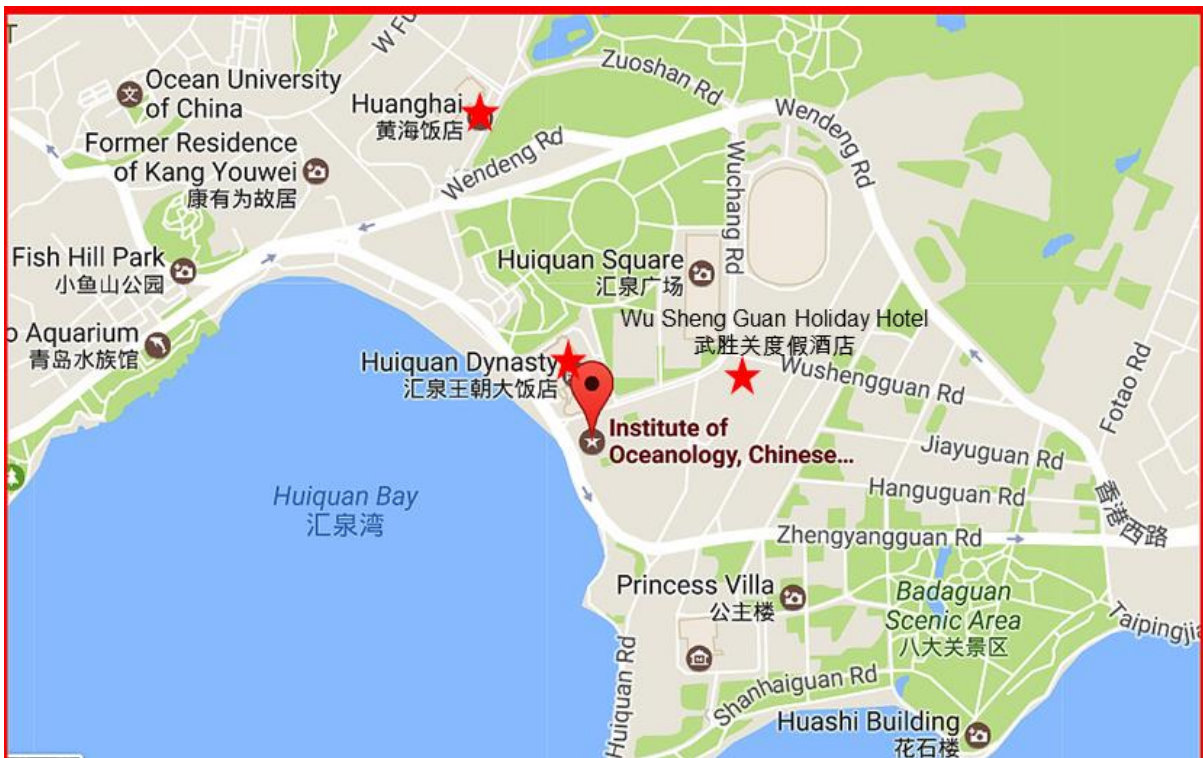 T
W Fu
Ocean University
of China
Zuoshan Rd
Huanghai
黄海饭店
Wendeng Rd
Former Residence
of Kang Youwei
康有为故居
Wendeng Rd
Wuchang Rd
Fish Hill Park
小鱼山公园
Huiquan Square
汇泉广场
o Aquarium
青岛水族馆
Wu Sheng Guan Holiday Hotel
武胜关度假酒店
Huiquan Dynasty
汇泉王朝大饭店
Wushengguan Rd
Fotao Rd
Institute of
Oceanology, Chinese...
Jiayuguan Rd
Hanguguan Rd
香港西路
Huiquan Bay
汇泉湾
Zhengyangguan Rd
Princess Villa
公主楼
Badaguan
Scenic Area
八大关景区
Taipingjia
Huiquan Rd
Shanhaiguan Rd
Huashi Building
花石楼
文